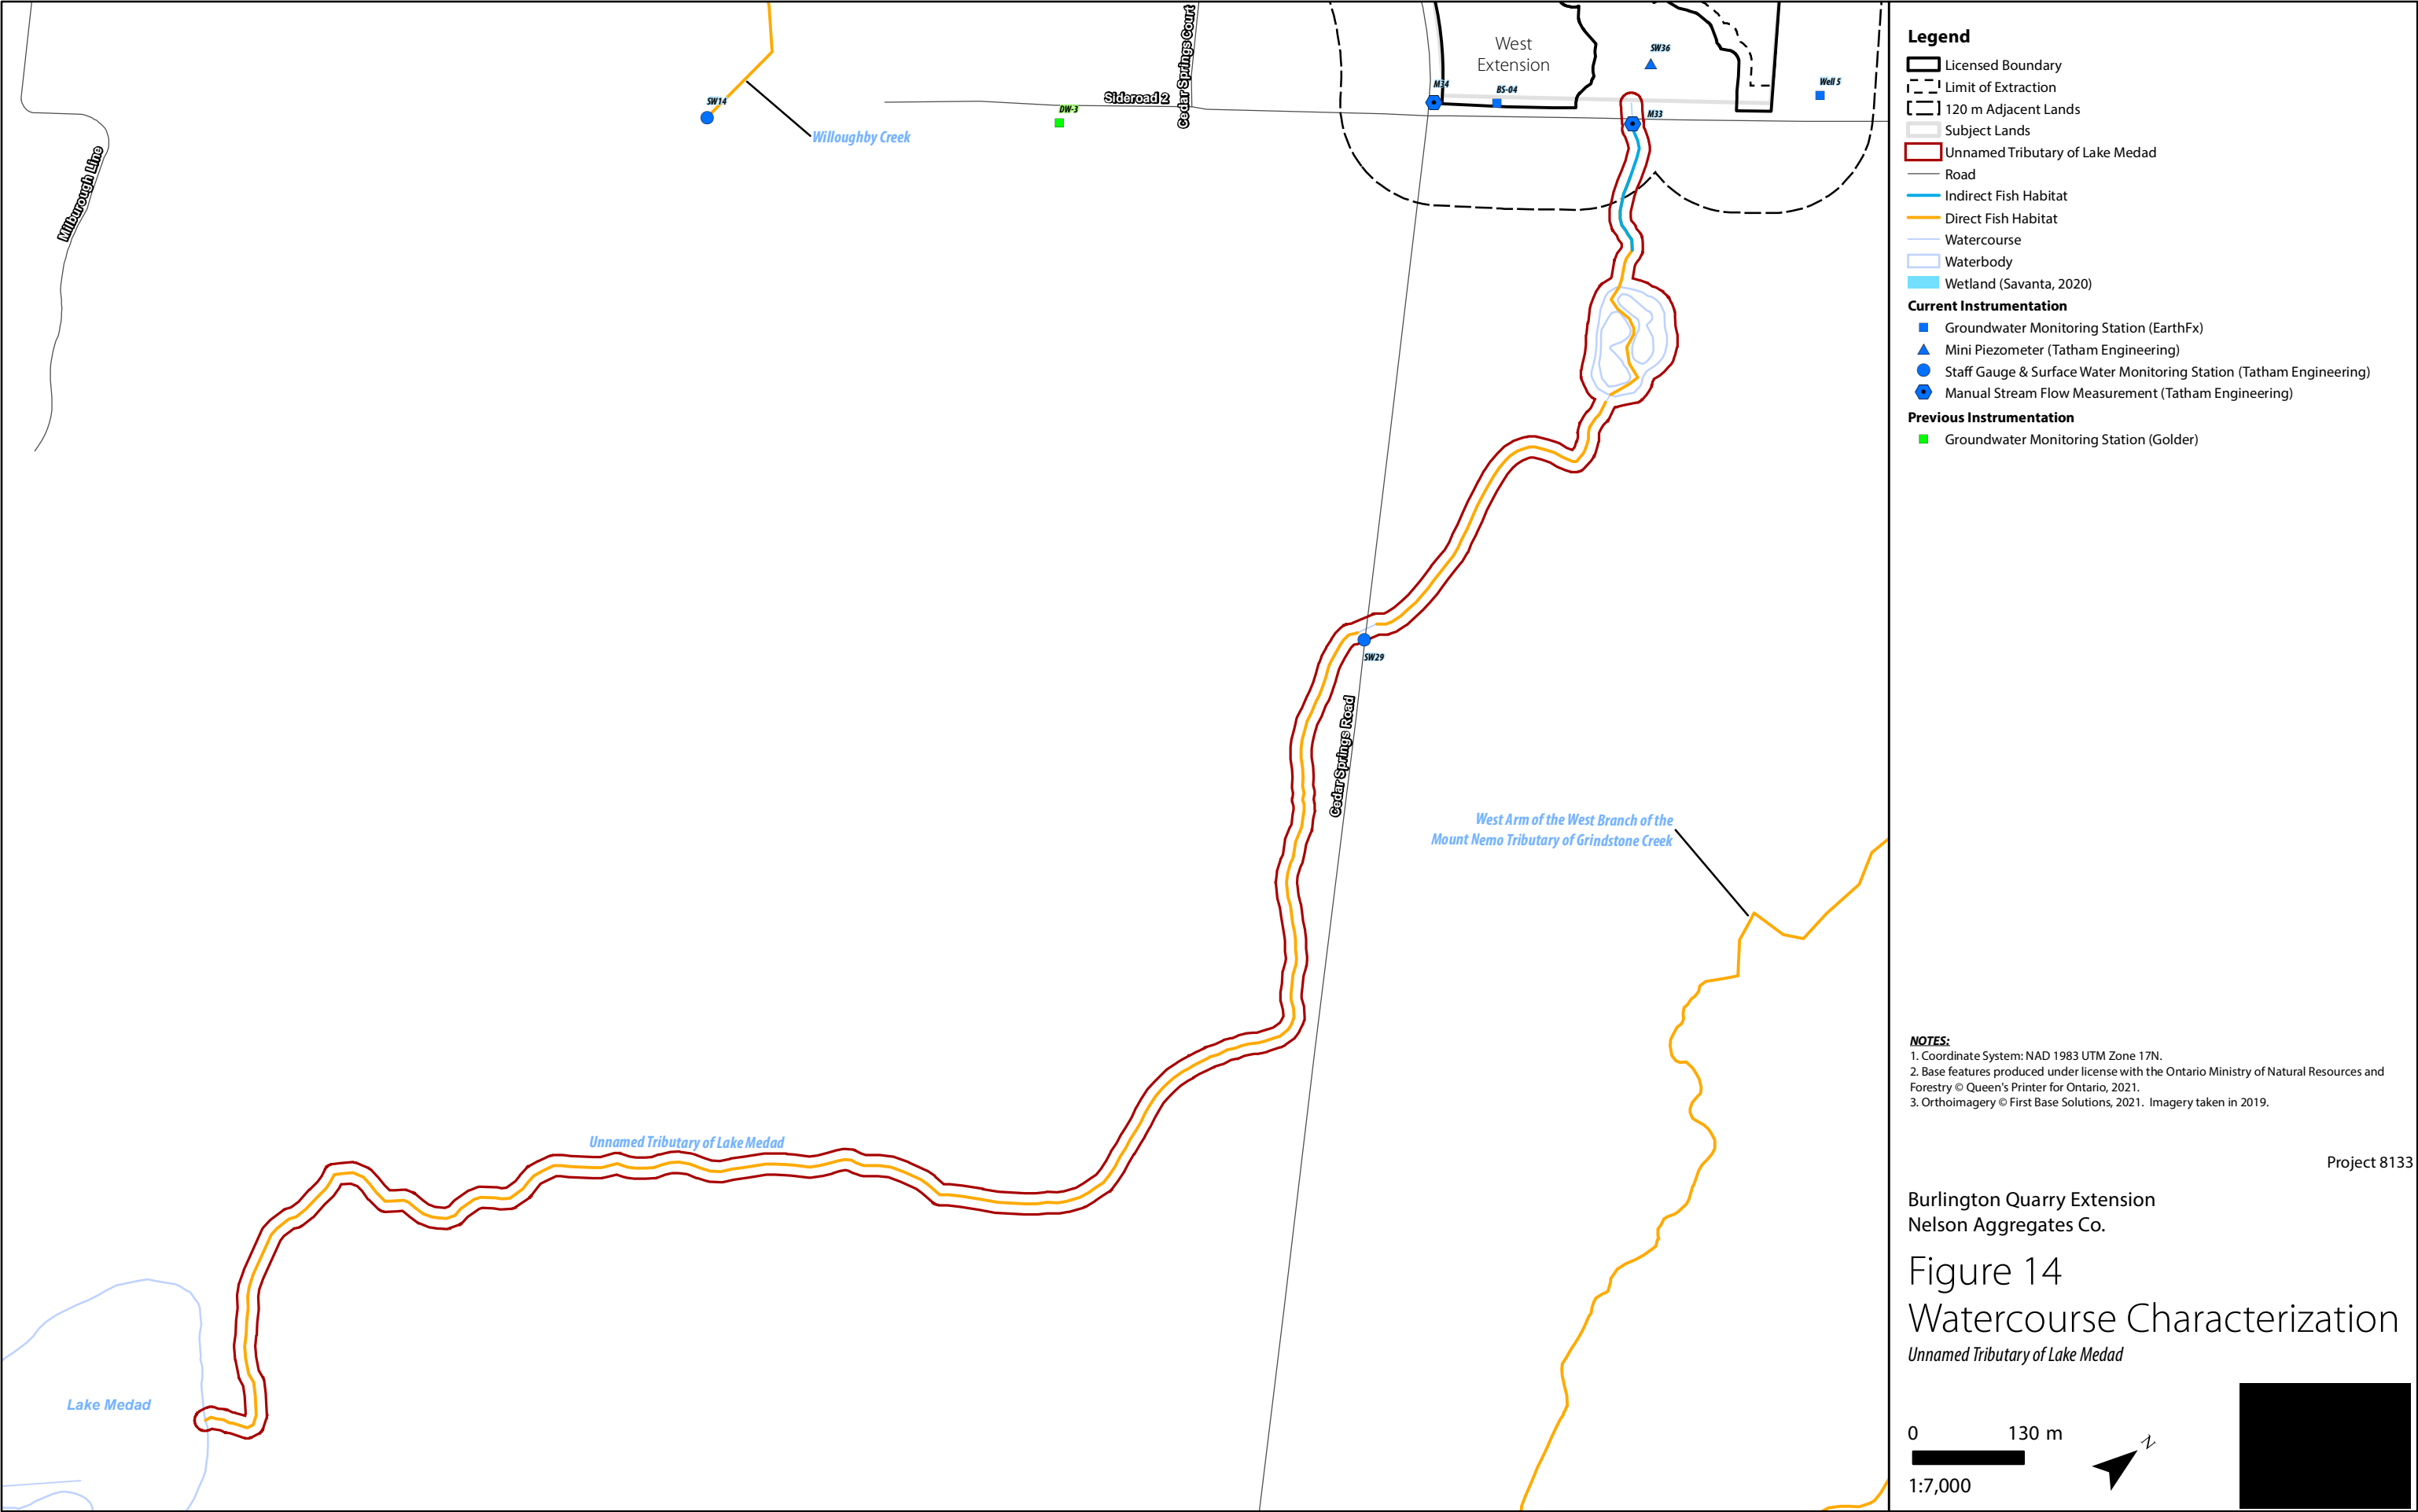 Milburough Line
SW14
Willoughby Creek
DW-3
Sideroad 2
Cedar Springs Court
West
Extension
M34
BS-04
SW36
M33
Well 5
SW29
Cedar Springs Road
West Arm of the West Branch of the
Mount Nemo Tributary of Grindstone Creek
Unnamed Tributary of Lake Medad
Lake Medad
Legend
Licensed Boundary
Limit of Extraction
120 m Adjacent Lands
Subject Lands
Unnamed Tributary of Lake Medad
Road
Indirect Fish Habitat
Direct Fish Habitat
Watercourse
Waterbody
Wetland (Savanta, 2020)
Current Instrumentation
Groundwater Monitoring Station (EarthFx)
Mini Piezometer (Tatham Engineering)
Staff Gauge & Surface Water Monitoring Station (Tatham Engineering)
Manual Stream Flow Measurement (Tatham Engineering)
Previous Instrumentation
Groundwater Monitoring Station (Golder)
NOTES:
1. Coordinate System: NAD 1983 UTM Zone 17N.
2. Base features produced under license with the Ontario Ministry of Natural Resources and
Forestry © Queen's Printer for Ontario, 2021.
3. Orthoimagery © First Base Solutions, 2021. Imagery taken in 2019.
Project 8133
Burlington Quarry Extension
Nelson Aggregates Co.
Figure 14
Watercourse Characterization
Unnamed Tributary of Lake Medad
0 130 m
1:7,000
N